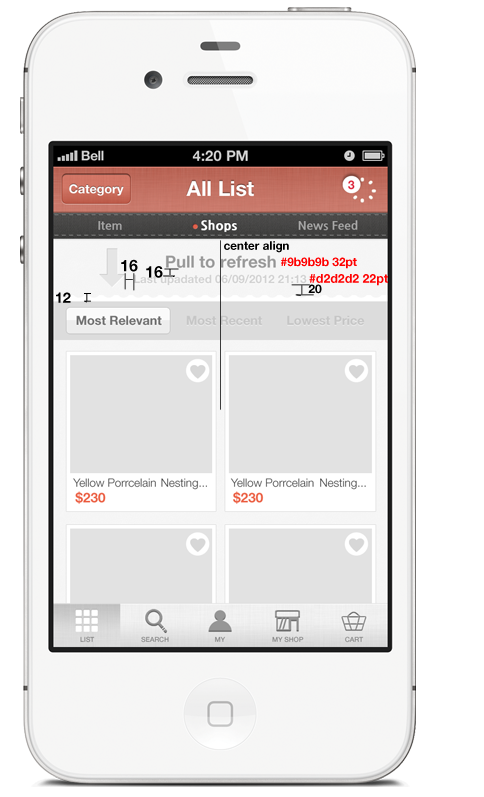 Bell 4:20 PM
Category All List 3
Item Shops News Feed
center align
Pull to refresh #9b9b9b 32pt
16 16
Last upadated 06/09/2012 21:13 #d2d2d2 22pt
12 20
Most Relevant Most Recent Lowest Price
Yellow Porrcelain Nesting... Yellow Porrcelain Nesting...
$230 $230
LIST SEARCH MY MY SHOP CART